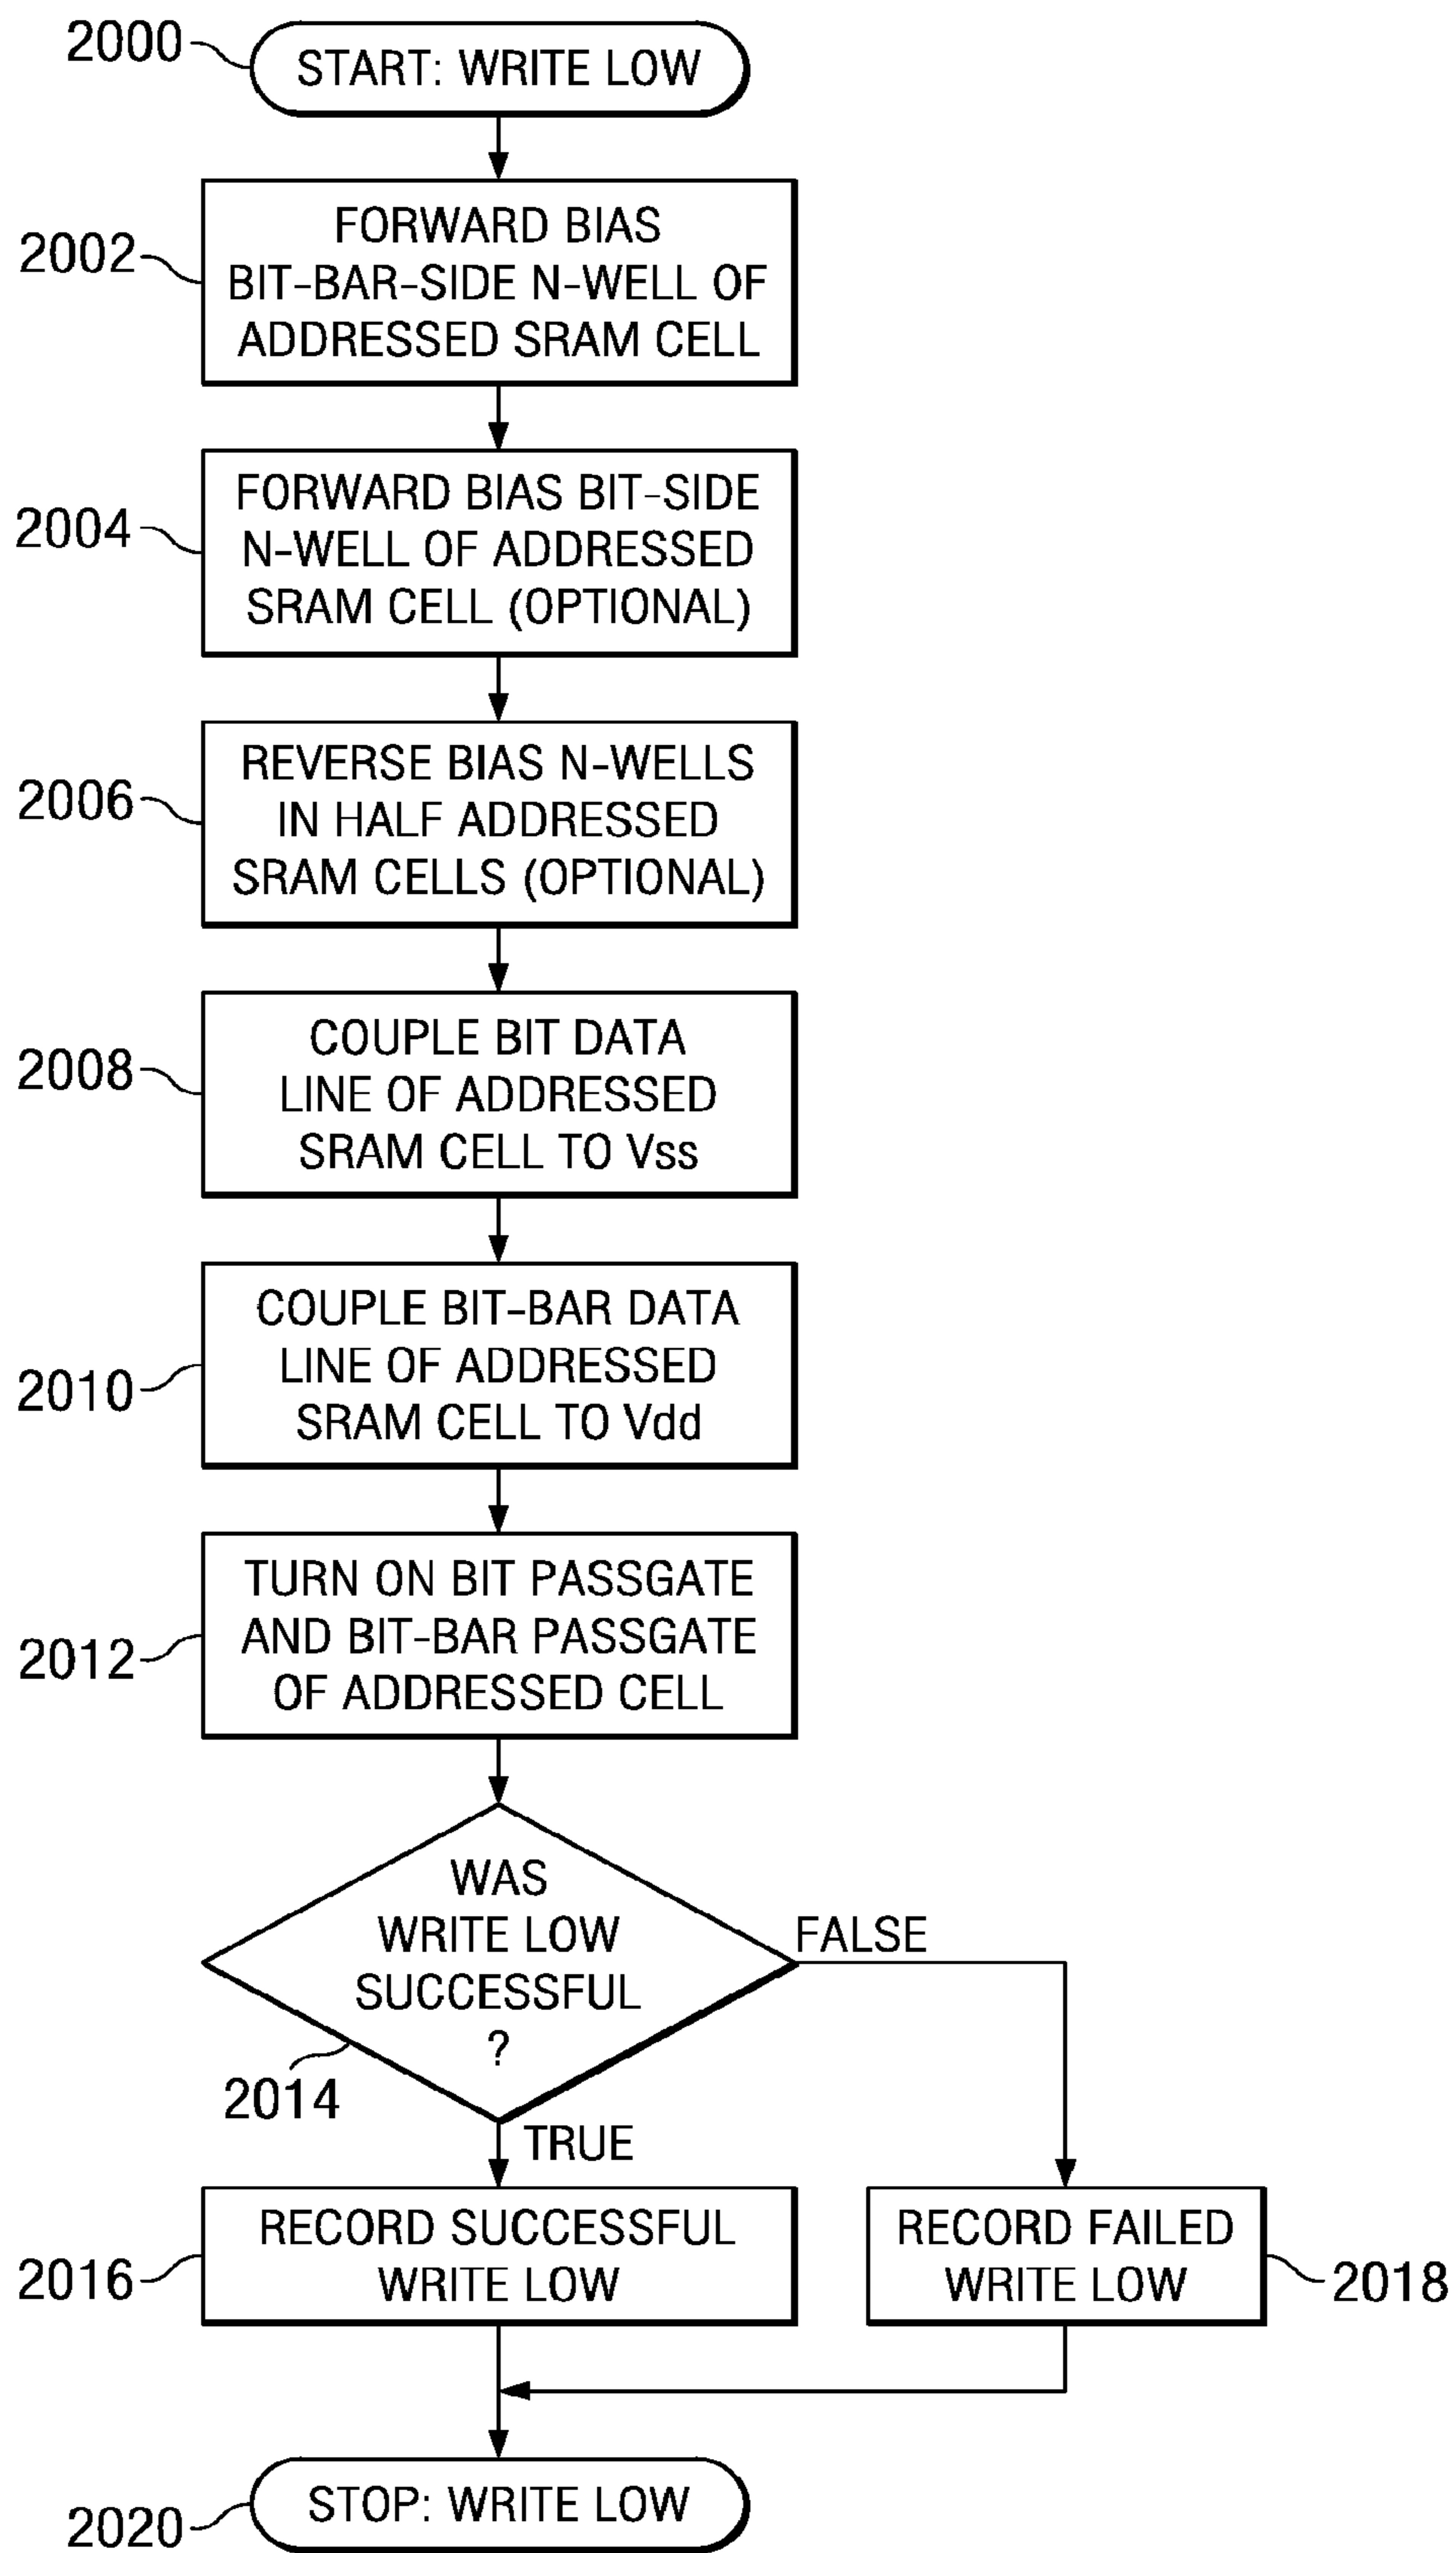 2000
START: WRITE LOW
2002
FORWARD BIAS
BIT-BAR-SIDE N-WELL OF
ADDRESSED SRAM CELL
2004
FORWARD BIAS BIT-SIDE
N-WELL OF ADDRESSED
SRAM CELL (OPTIONAL)
2006
REVERSE BIAS N-WELLS
IN HALF ADDRESSED
SRAM CELLS (OPTIONAL)
2008
COUPLE BIT DATA
LINE OF ADDRESSED
SRAM CELL TO Vss
2010
COUPLE BIT-BAR DATA
LINE OF ADDRESSED
SRAM CELL TO Vdd
2012
TURN ON BIT PASSGATE
AND BIT-BAR PASSGATE
OF ADDRESSED CELL
WAS
WRITE LOW
SUCCESSFUL
?
FALSE
2014
TRUE
2016
RECORD SUCCESSFUL
WRITE LOW
RECORD FAILED
WRITE LOW
2018
STOP: WRITE LOW
2020